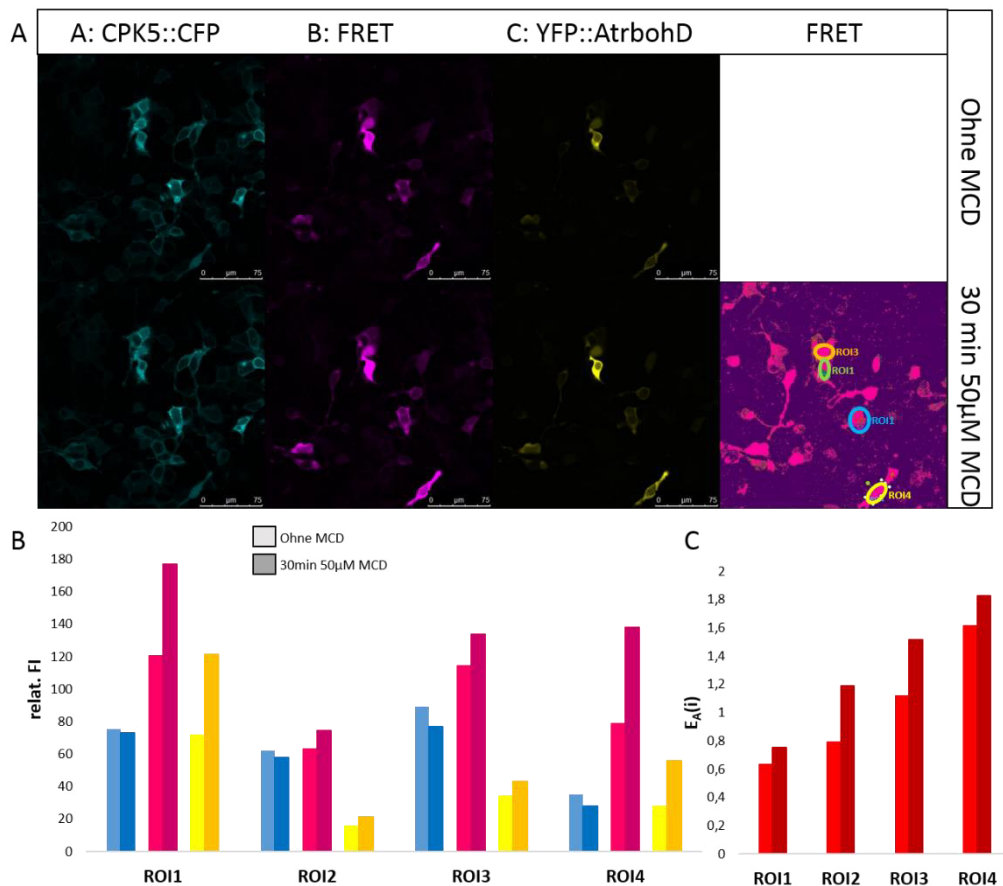 A
A: CPK5::CFP
B: FRET
C: YFP::AtrbohD
FRET
Ohne MCD
0 µm 75
0 µm 75
0 µm 75
30 min 50µM MCD
0 µm 75
0 µm 75
0 µm 75
ROI3
ROI1
ROI1
ROI4
B
Ohne MCD
30min 50µM MCD
relat. FI
200
180
160
140
120
100
80
60
40
20
0
ROI1
ROI2
ROI3
ROI4
C
E_A(i)
2
1,8
1,6
1,4
1,2
1
0,8
0,6
0,4
0,2
0
ROI1
ROI2
ROI3
ROI4